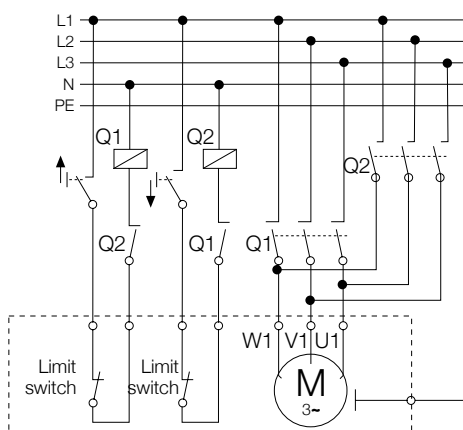 L1
L2
L3
N
PE
Q1
Q2
Q2
Q2
Q1
Q1
W1
V1
U1
Limit
switch
Limit
switch
M
3~